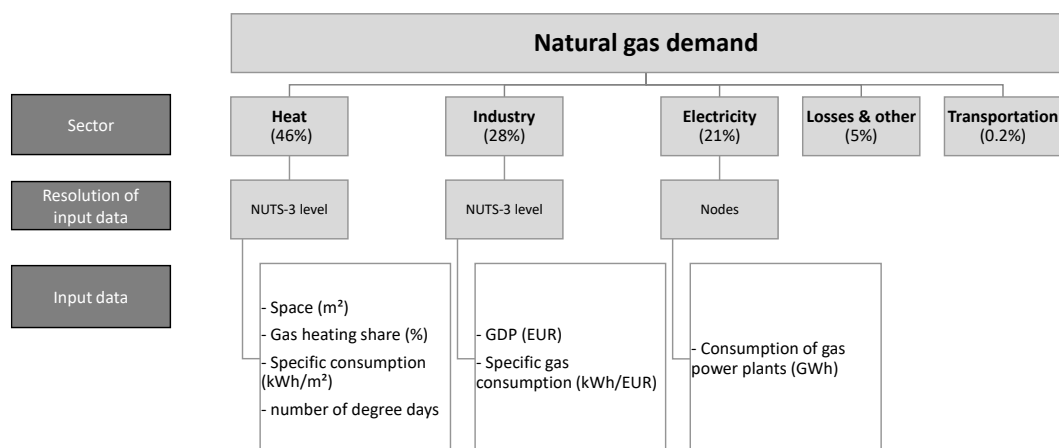 Natural gas demand
Sector
Heat
(46%)
Industry
(28%)
Electricity
(21%)
Losses & other
(5%)
Transportation
(0.2%)
Resolution of
input data
NUTS-3 level
NUTS-3 level
Nodes
Input data
- Space (m²)
- Gas heating share (%)
- Specific consumption
(kWh/m²)
- number of degree days
- GDP (EUR)
- Specific gas
consumption (kWh/EUR)
- Consumption of gas
power plants (GWh)